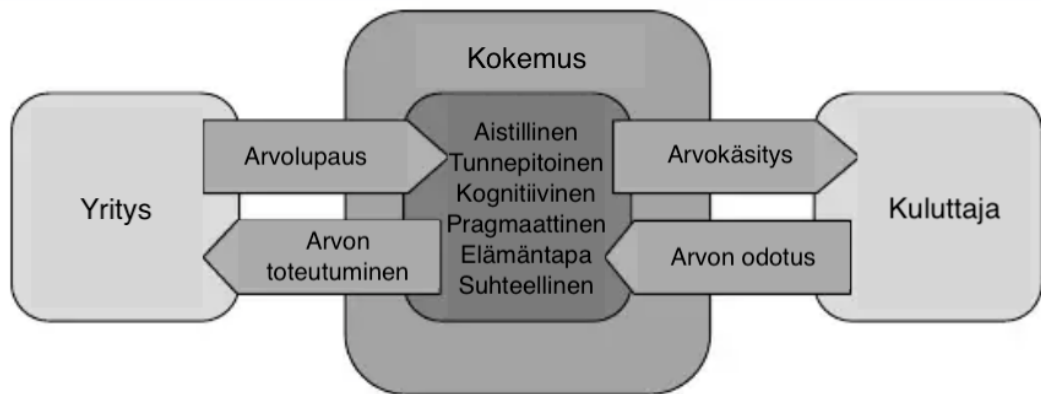 Kokemus
Yritys
Arvolupaus
Arvon
toteutuminen
Aistillinen
Tunnepitoinen
Kognitiivinen
Pragmaattinen
Elämäntapa
Suhteellinen
Arvokäsitys
Arvon odotus
Kuluttaja